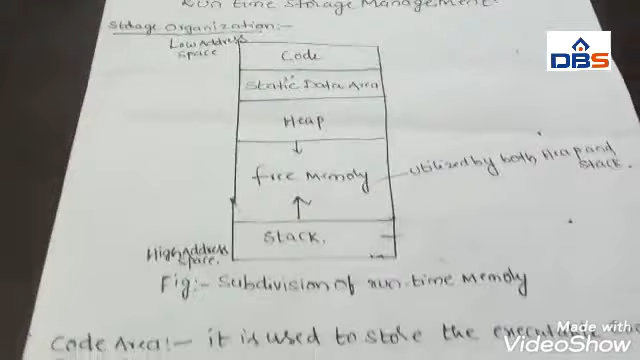 Run time Storage Management
Storage Organization:-
Low Address
Space
DBS
Code
Static Data Area
Heap
free Memory
utilized by both Heap and
stack.
Stack.
High Address
Space.
Fig:- Subdivision of run-time Memory
Code Area:- it is used to store the executable
Made with
VideoShow